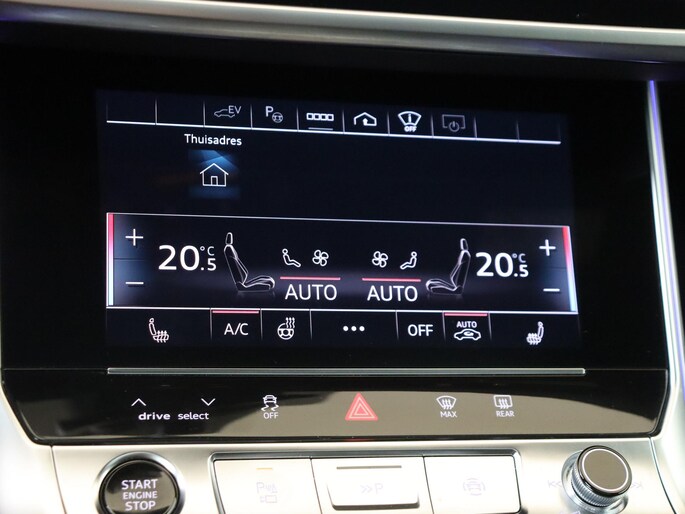 EV P OFF
Thuisadres
+ 20.5 °C 20.5 °C +
− AUTO AUTO −
A/C ... OFF AUTO
drive select OFF MAX REAR
START
ENGINE
STOP
P >>P